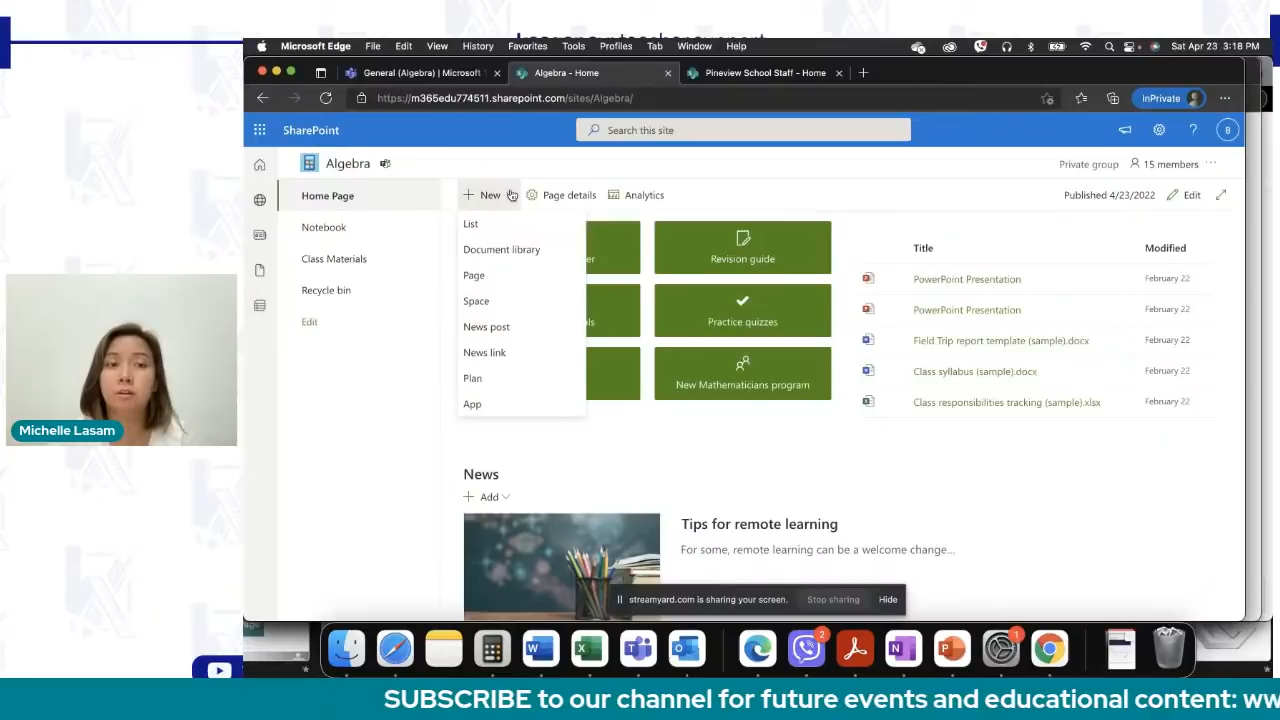 Microsoft Edge File Edit View History Favorites Tools Profiles Tab Window Help Sat Apr 23 3:18 PM
General (Algebra) | Microsoft T Algebra - Home Pineview School Staff - Home
https://m365edu774511.sharepoint.com/sites/Algebra/ InPrivate
SharePoint Search this site ? B
Algebra Private group 15 members
Home Page New Page details Analytics Published 4/23/2022 Edit
Notebook
Class Materials
Recycle bin
Edit
List
Document library
Page
Space
News post
News link
Plan
App
er
Revision guide
ls
Practice quizzes
New Mathematicians program
Title Modified
PowerPoint Presentation February 22
PowerPoint Presentation February 22
Field Trip report template (sample).docx February 22
Class syllabus (sample).docx February 22
Class responsibilities tracking (sample).xlsx February 22
News
Add
Tips for remote learning
For some, remote learning can be a welcome change...
streamyard.com is sharing your screen. Stop sharing Hide
Michelle Lasam
2 1
SUBSCRIBE to our channel for future events and educational content: ww